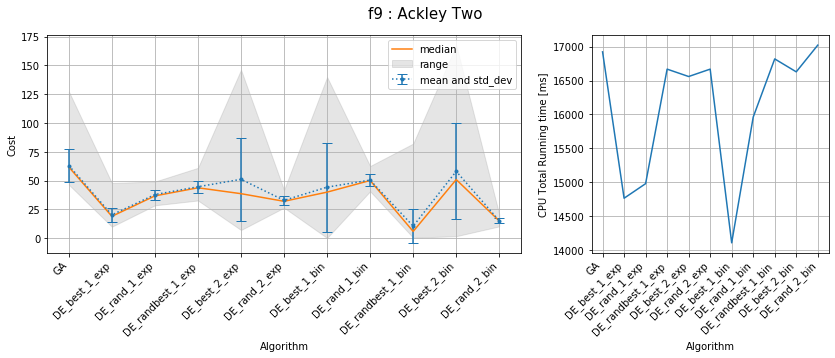 f9 : Ackley Two
175
150
125
100
75
50
25
0
Cost
median
range
mean and std_dev
GA
DE_best_1_exp
DE_rand_1_exp
DE_randbest_1_exp
DE_best_2_exp
DE_rand_2_exp
DE_best_1_bin
DE_rand_1_bin
DE_randbest_1_bin
DE_best_2_bin
DE_rand_2_bin
Algorithm
17000
16500
16000
15500
15000
14500
14000
CPU Total Running time [ms]
GA
DE_best_1_exp
DE_rand_1_exp
DE_randbest_1_exp
DE_best_2_exp
DE_rand_2_exp
DE_best_1_bin
DE_rand_1_bin
DE_randbest_1_bin
DE_best_2_bin
DE_rand_2_bin
Algorithm